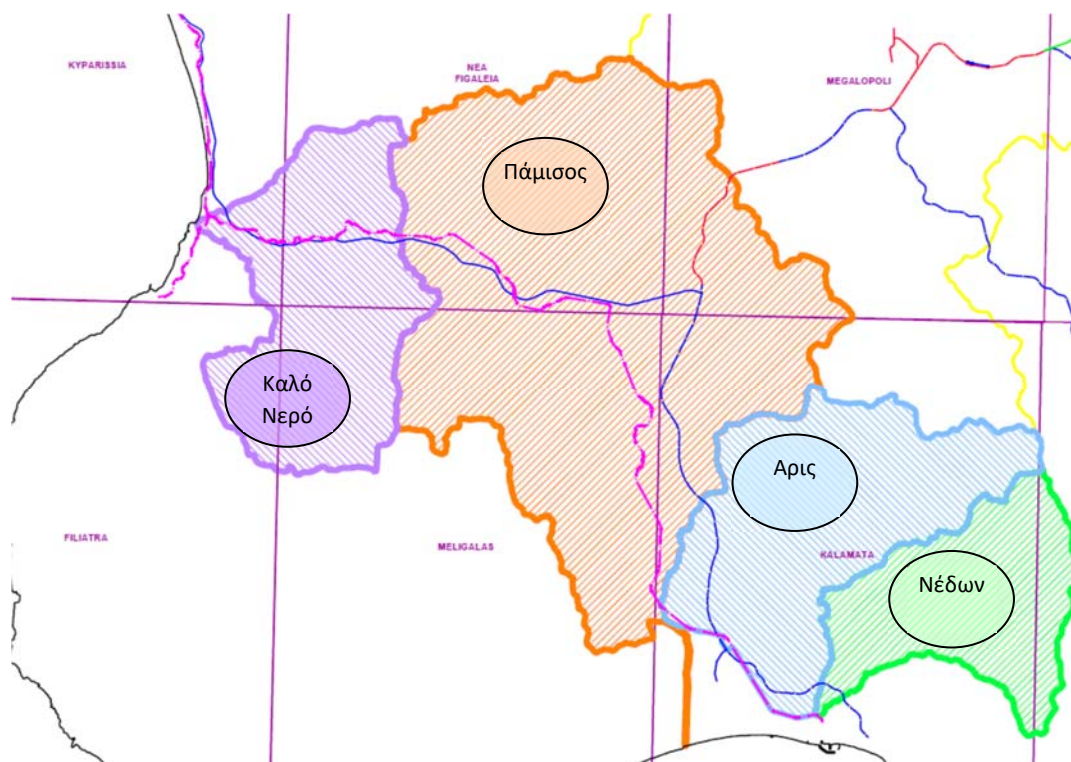 KYPARISSIA
NEA
FIGALEIA
MEGALOPOLI
Πάμισος
Καλό
Νερό
Αρις
FILIATRA
MELIGALAS
KALAMATA
Νέδων